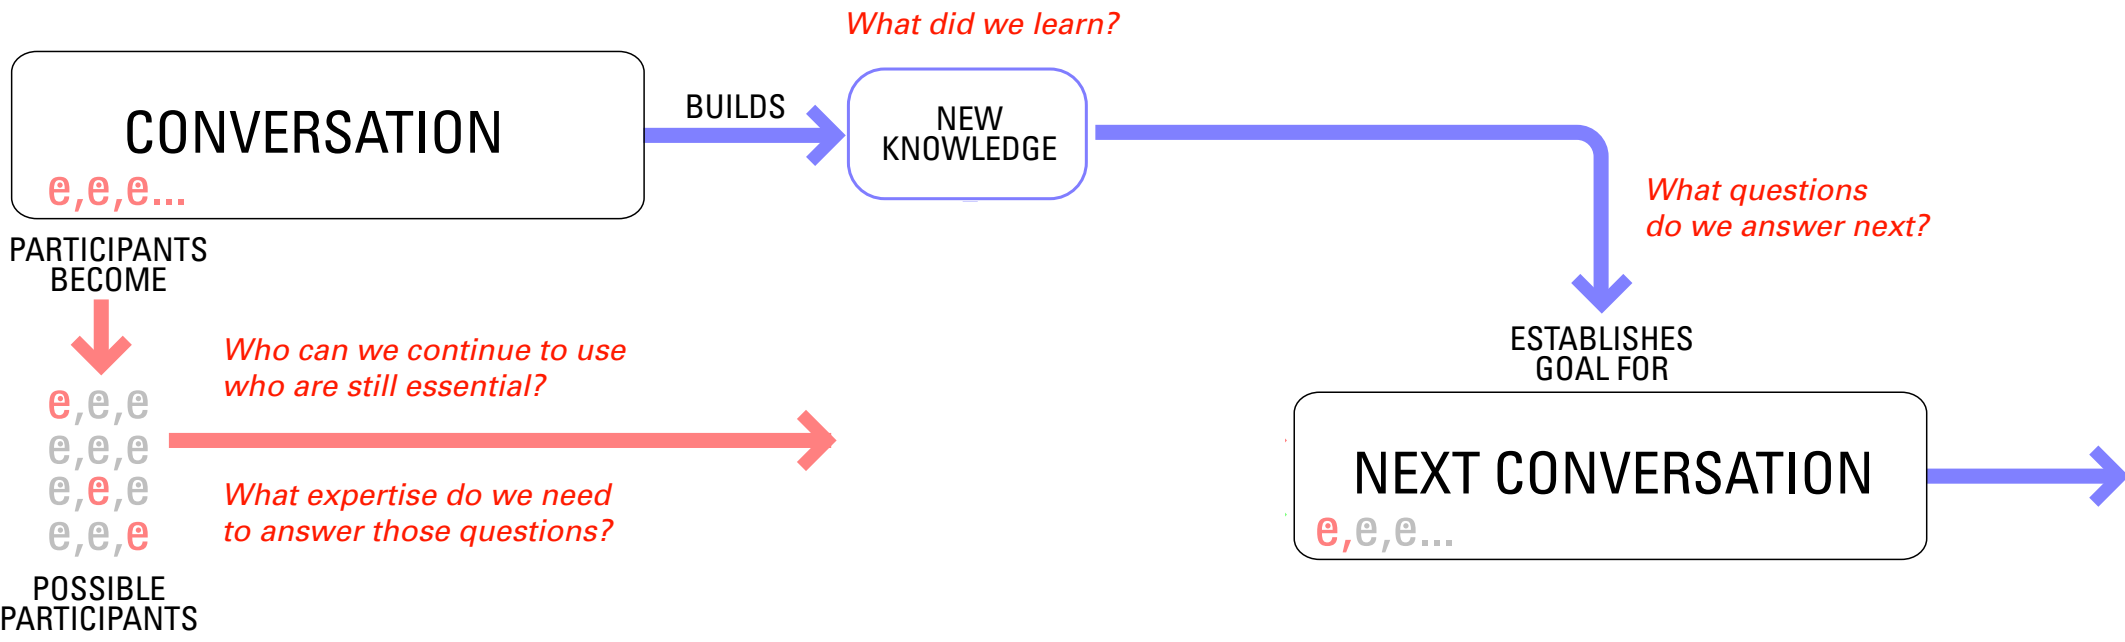 What did we learn?
CONVERSATION
e,e,e...
BUILDS
NEW
KNOWLEDGE
What questions
do we answer next?
PARTICIPANTS
BECOME
Who can we continue to use
who are still essential?
e,e,e
e,e,e
e,e,e
e,e,e
What expertise do we need
to answer those questions?
POSSIBLE
PARTICIPANTS
ESTABLISHES
GOAL FOR
NEXT CONVERSATION
e,e,e...